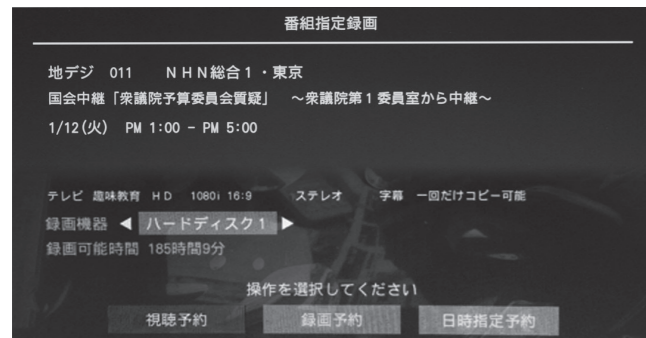 番組指定録画
地デジ 011 NHN総合1・東京
国会中継「衆議院予算委員会質疑」 ～衆議院第1委員室から中継～
1/12(火) PM 1:00 - PM 5:00
テレビ 趣味教育 HD 1080i 16:9 ステレオ 字幕 一回だけコピー可能
録画機器 ◀ ハードディスク1 ▶
録画可能時間 185時間9分
操作を選択してください
視聴予約 録画予約 日時指定予約